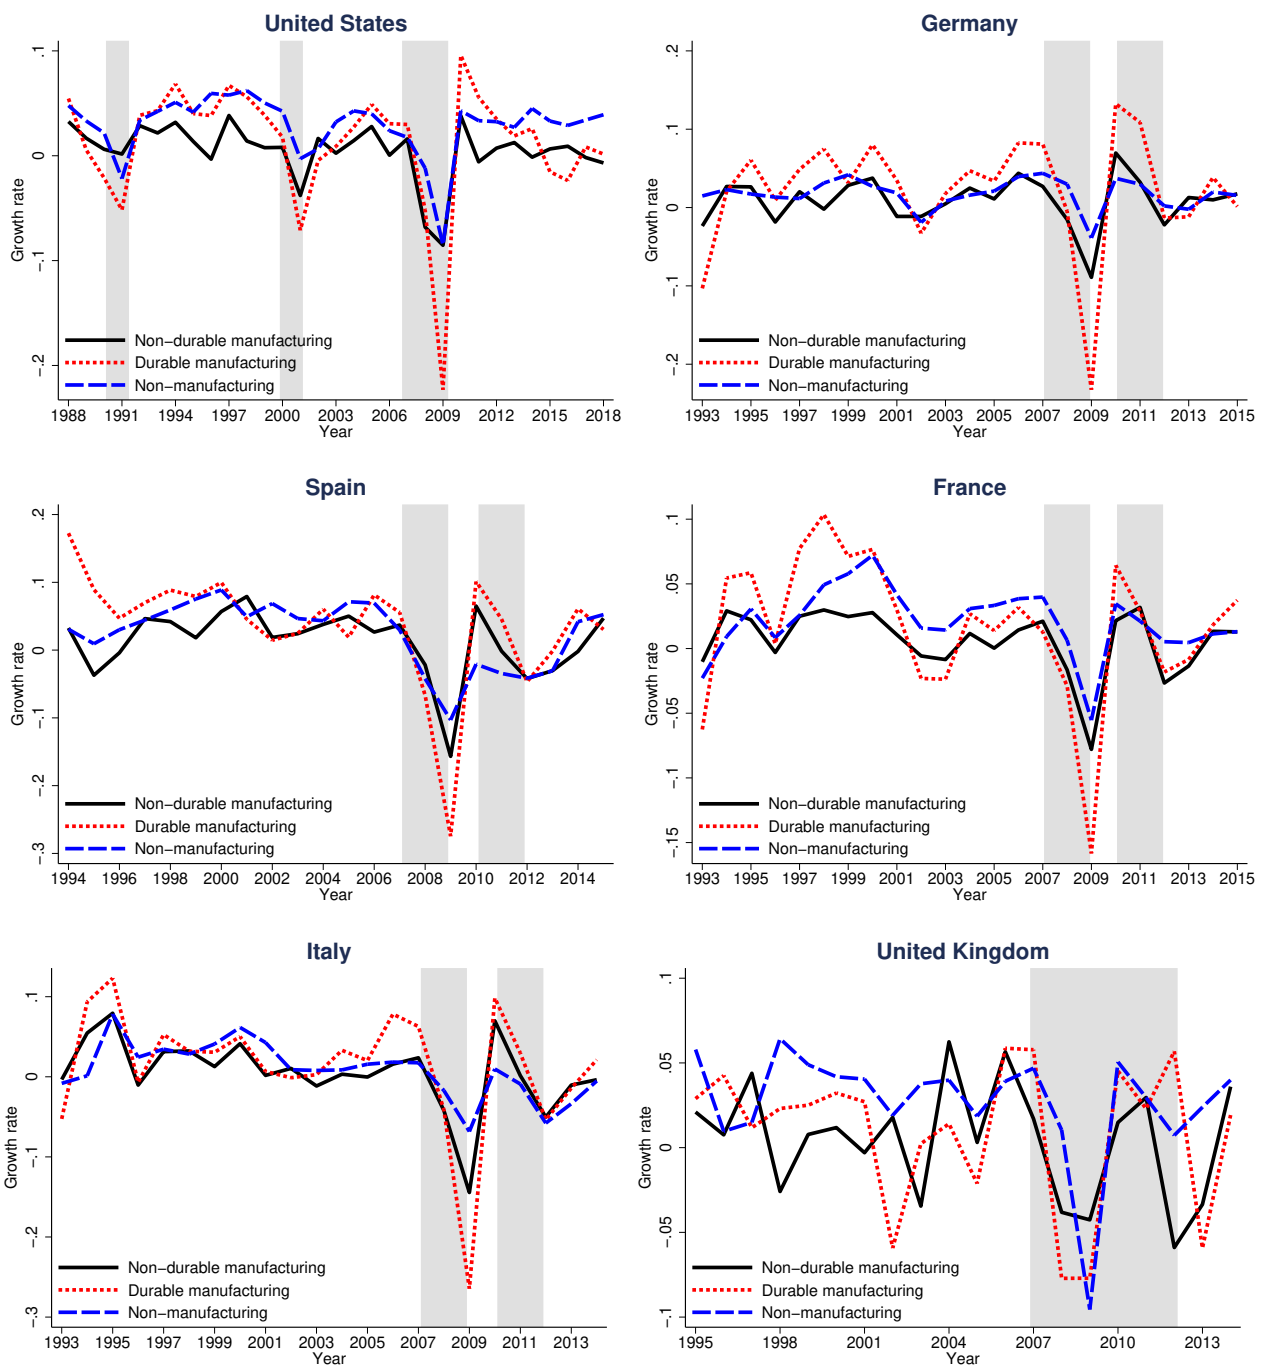 United States
Growth rate
.1
0
-.1
-.2
Non-durable manufacturing
Durable manufacturing
Non-manufacturing
1988 1991 1994 1997 2000 2003 2006 2009 2012 2015 2018
Year
Germany
Growth rate
.2
.1
0
-.1
-.2
Non-durable manufacturing
Durable manufacturing
Non-manufacturing
1993 1995 1997 1999 2001 2003 2005 2007 2009 2011 2013 2015
Year
Spain
Growth rate
.2
.1
0
-.1
-.2
-.3
Non-durable manufacturing
Durable manufacturing
Non-manufacturing
1994 1996 1998 2000 2002 2004 2006 2008 2010 2012 2014
Year
France
Growth rate
.1
.05
0
-.05
-.1
-.15
Non-durable manufacturing
Durable manufacturing
Non-manufacturing
1993 1995 1997 1999 2001 2003 2005 2007 2009 2011 2013 2015
Year
Italy
Growth rate
.1
0
-.1
-.2
-.3
Non-durable manufacturing
Durable manufacturing
Non-manufacturing
1993 1995 1997 1999 2001 2003 2005 2007 2009 2011 2013
Year
United Kingdom
Growth rate
.1
.05
0
-.05
-.1
Non-durable manufacturing
Durable manufacturing
Non-manufacturing
1995 1998 2001 2004 2007 2010 2013
Year